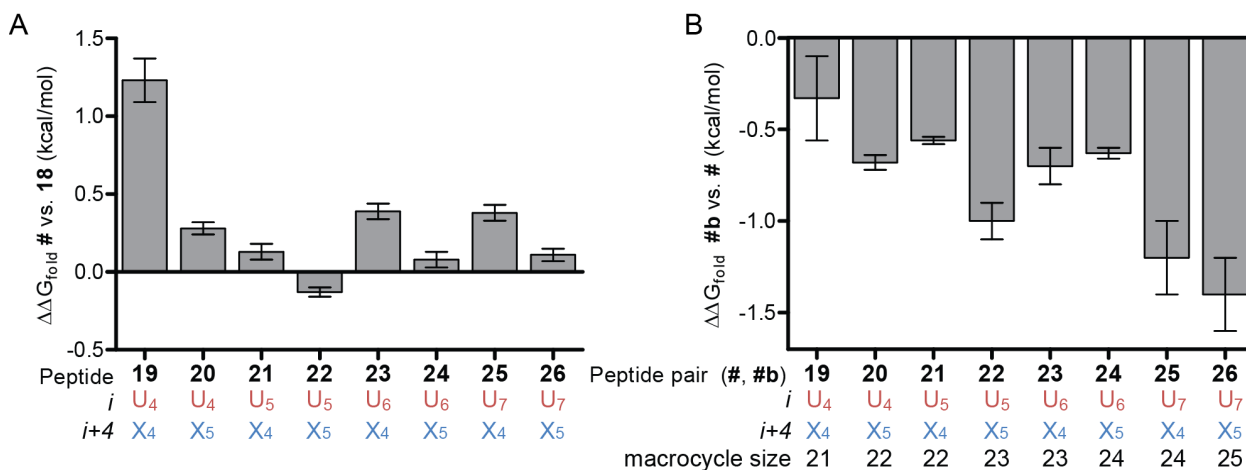 A
ΔΔG_fold # vs. 18 (kcal/mol)
1.5
1.0
0.5
0.0
-0.5
Peptide 19 20 21 22 23 24 25 26
i U4 U4 U5 U5 U6 U6 U7 U7
i+4 X4 X5 X4 X5 X4 X5 X4 X5
B
ΔΔG_fold #b vs. # (kcal/mol)
0.0
-0.5
-1.0
-1.5
Peptide pair (#, #b) 19 20 21 22 23 24 25 26
i U4 U4 U5 U5 U6 U6 U7 U7
i+4 X4 X5 X4 X5 X4 X5 X4 X5
macrocycle size 21 22 22 23 23 24 24 25